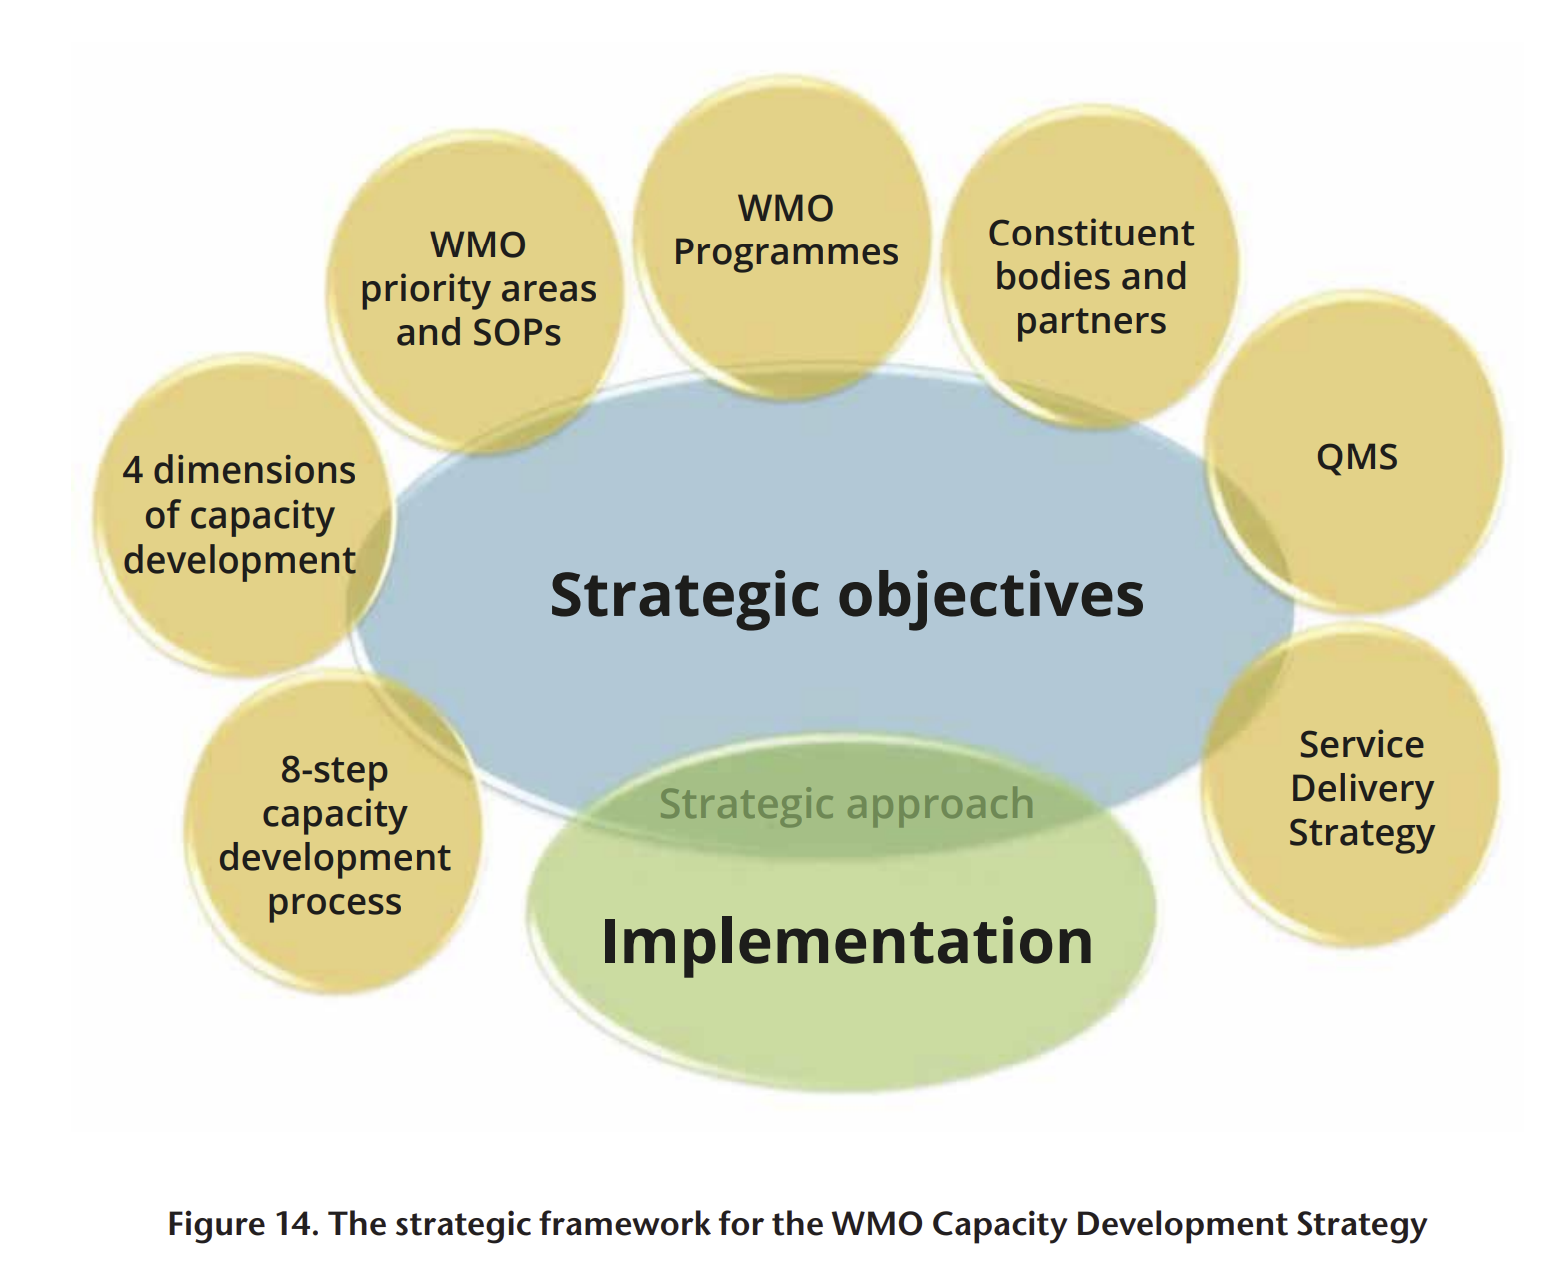 WMO
Programmes
WMO
priority areas
and SOPs
Constituent
bodies and
partners
4 dimensions
of capacity
development
QMS
Strategic objectives
8-step
capacity
development
process
Service
Delivery
Strategy
Strategic approach
Implementation
Figure 14. The strategic framework for the WMO Capacity Development Strategy